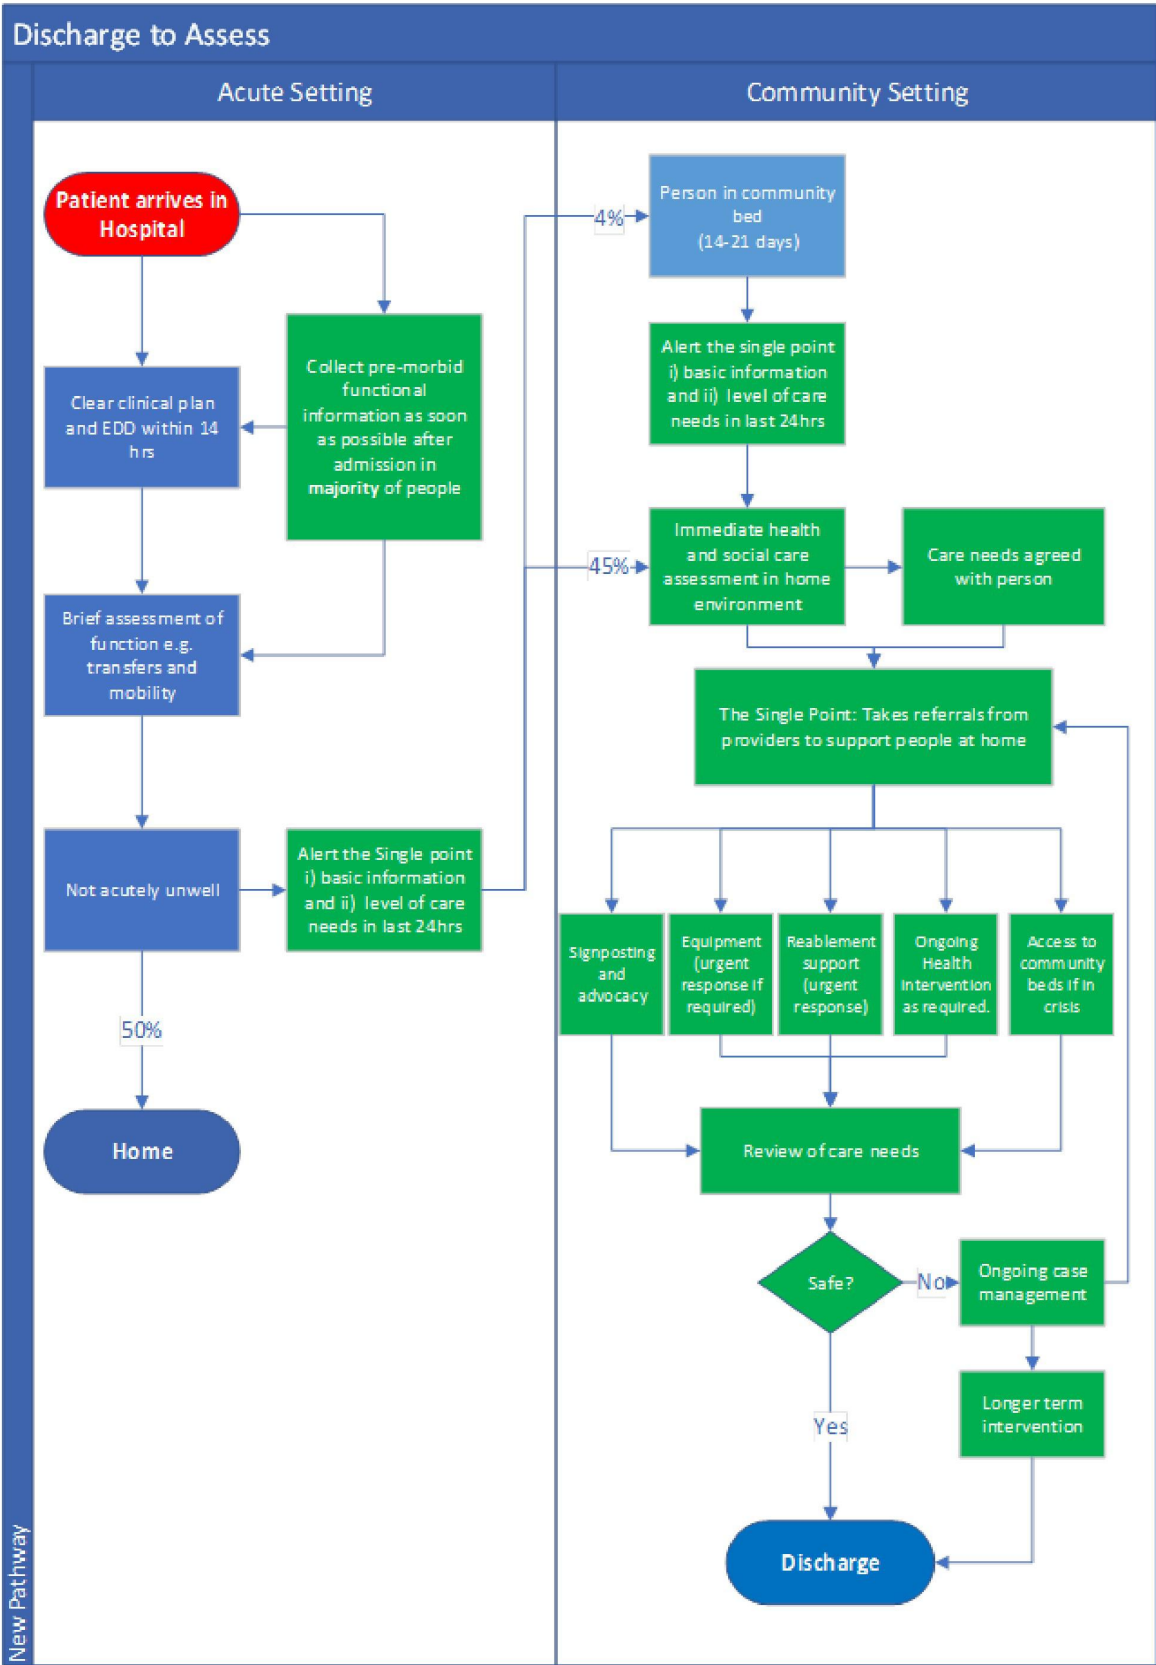 Discharge to Assess
New Pathway
Acute Setting
Community Setting
Patient arrives in
Hospital
Collect pre-morbid
functional
information as soon
as possible after
admission in
majority of people
Clear clinical plan
and EDD within 14
hrs
Brief assessment of
function e.g.
transfers and
mobility
Not acutely unwell
Alert the Single point
i) basic information
and ii) level of care
needs in last 24hrs
50%
Home
4%
Person in community
bed
(14-21 days)
Alert the single point
i) basic information
and ii) level of care
needs in last 24hrs
45%
Immediate health
and social care
assessment in home
environment
Care needs agreed
with person
The Single Point: Takes referrals from
providers to support people at home
Signposting
and
advocacy
Equipment
(urgent
response if
required)
Reablement
support
(urgent
response)
Ongoing
Health
intervention
as required.
Access to
community
beds if in
crisis
Review of care needs
Safe?
No
Ongoing case
management
Longer term
intervention
Yes
Discharge